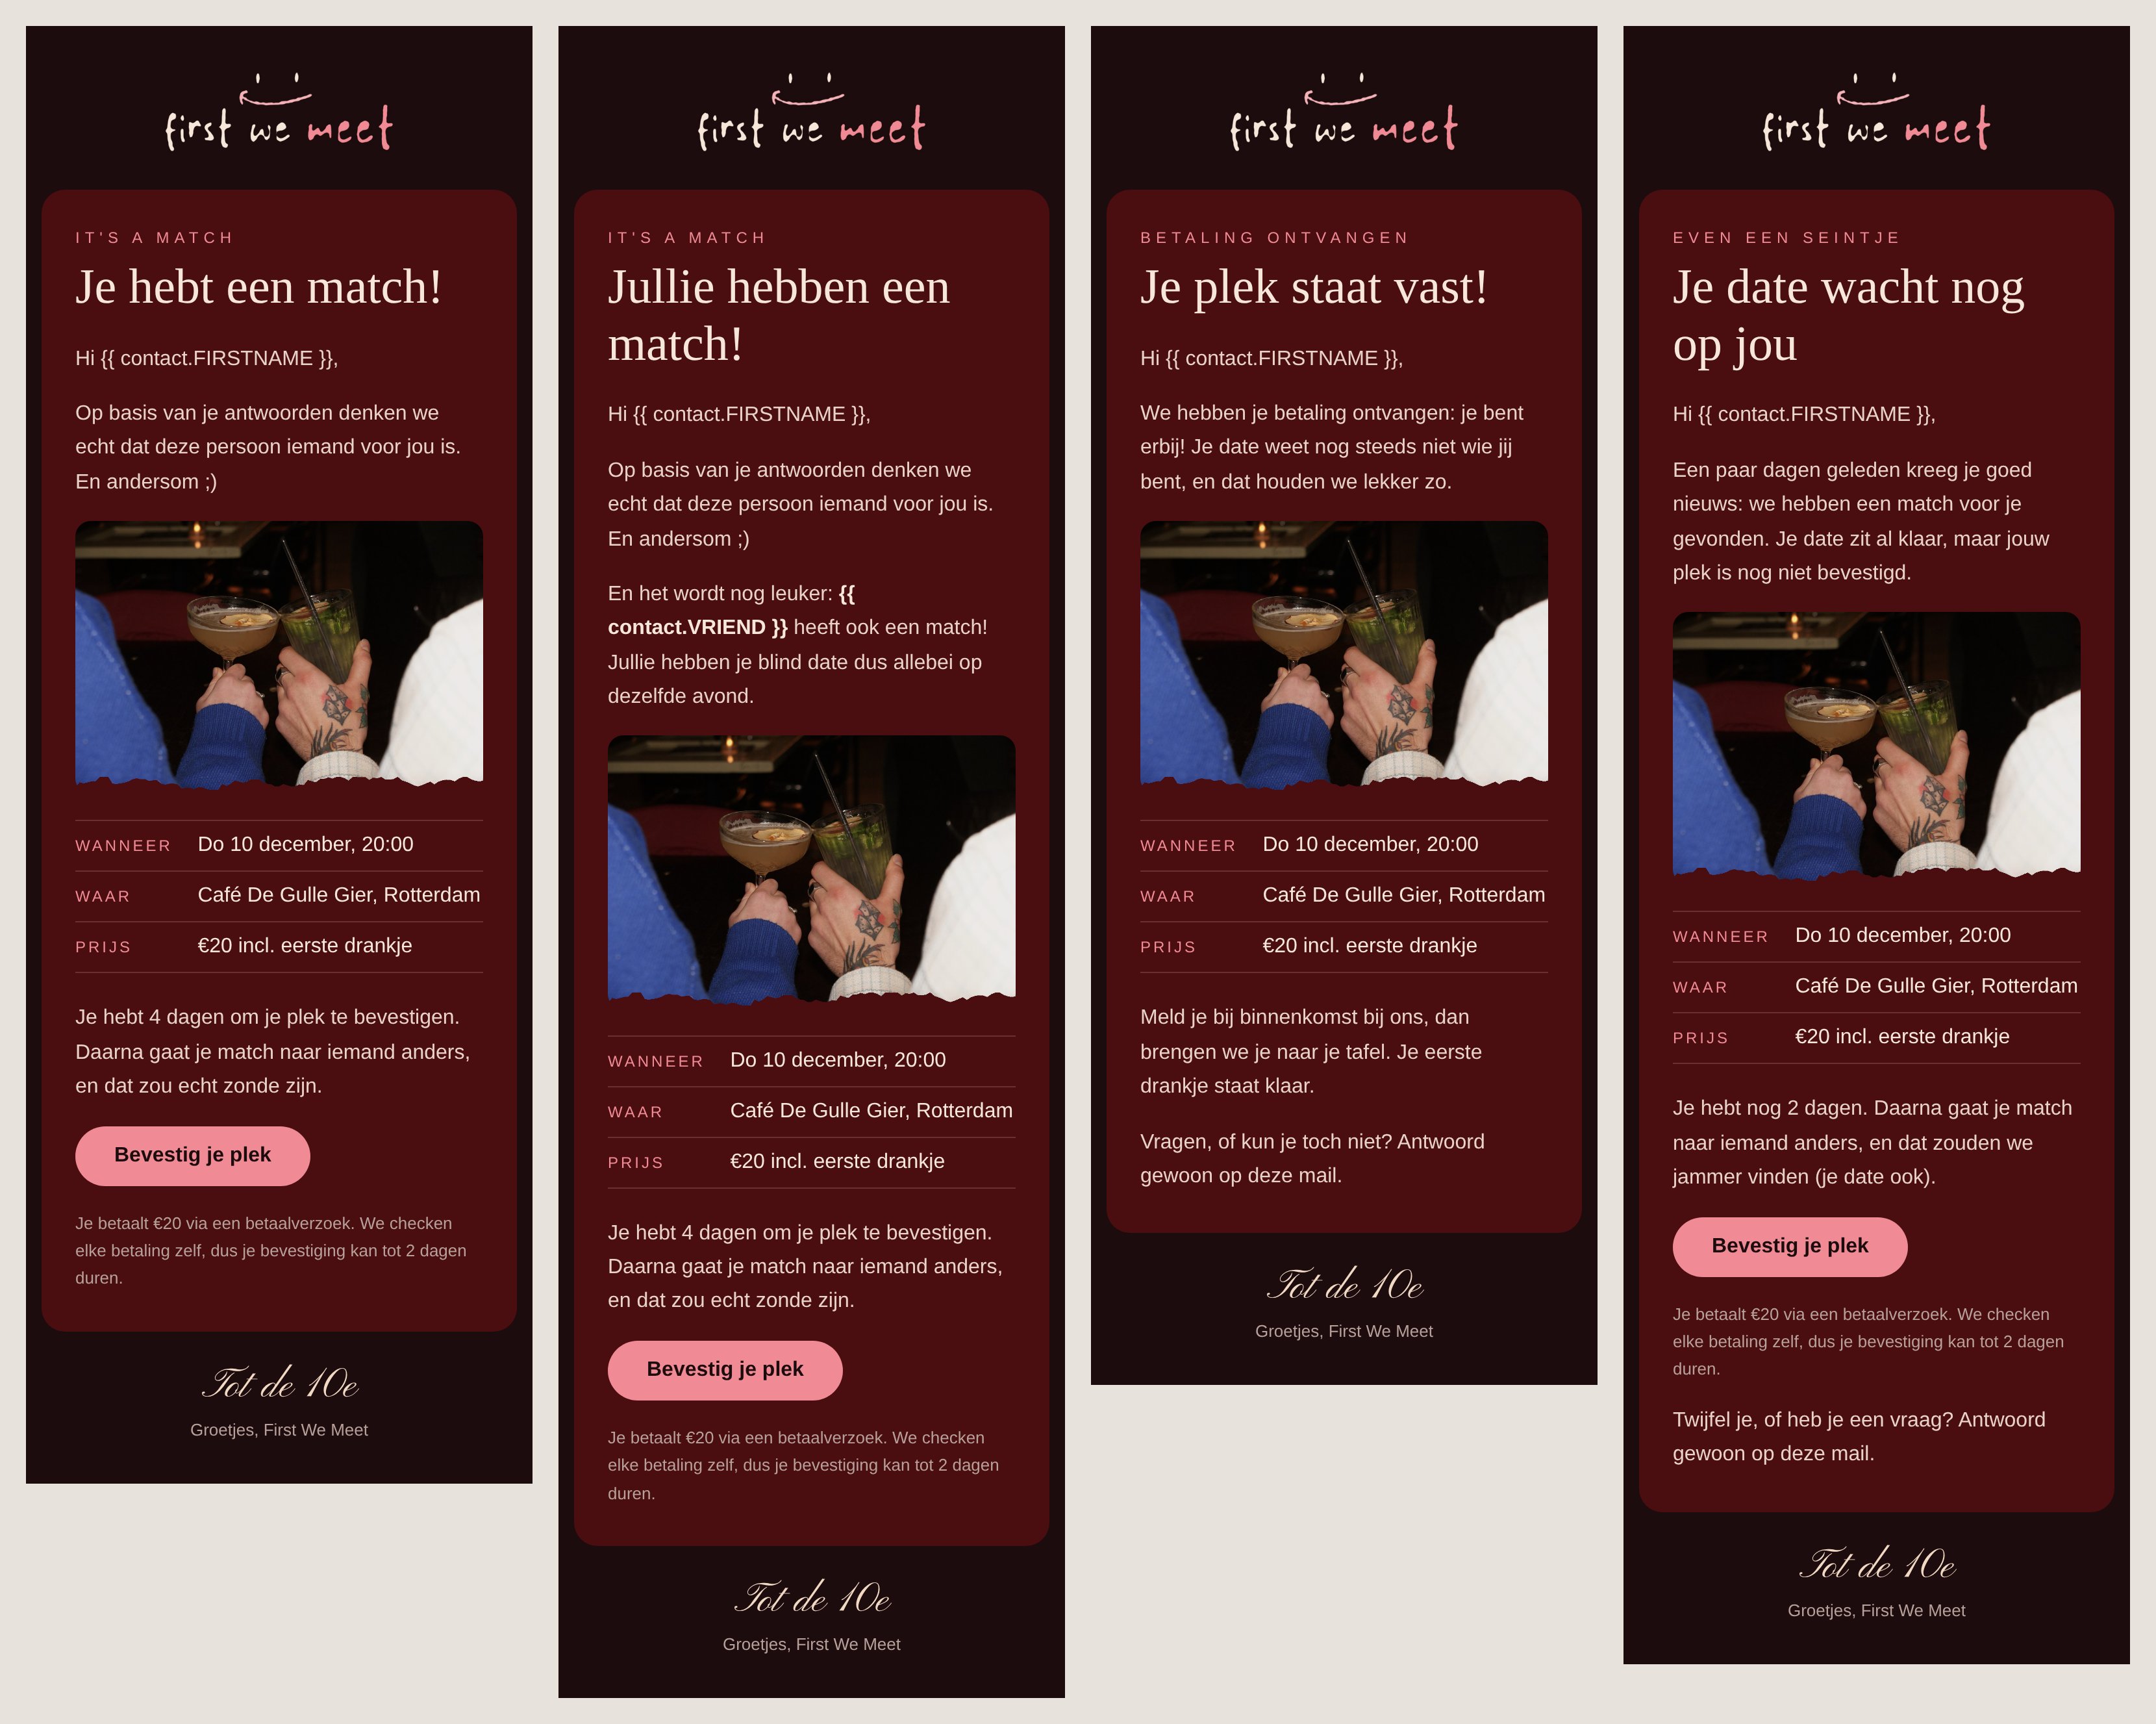 first we meet
IT'S A MATCH
Je hebt een match!
Hi {{ contact.FIRSTNAME }},
Op basis van je antwoorden denken we
echt dat deze persoon iemand voor jou is.
En andersom ;)
WANNEER Do 10 december, 20:00
WAAR Café De Gulle Gier, Rotterdam
PRIJS €20 incl. eerste drankje
Je hebt 4 dagen om je plek te bevestigen.
Daarna gaat je match naar iemand anders,
en dat zou echt zonde zijn.
Bevestig je plek
Je betaalt €20 via een betaalverzoek. We checken
elke betaling zelf, dus je bevestiging kan tot 2 dagen
duren.
Tot de 10e
Groetjes, First We Meet
first we meet
IT'S A MATCH
Jullie hebben een
match!
Hi {{ contact.FIRSTNAME }},
Op basis van je antwoorden denken we
echt dat deze persoon iemand voor jou is.
En andersom ;)
En het wordt nog leuker: {{
contact.VRIEND }} heeft ook een match!
Jullie hebben je blind date dus allebei op
dezelfde avond.
WANNEER Do 10 december, 20:00
WAAR Café De Gulle Gier, Rotterdam
PRIJS €20 incl. eerste drankje
Je hebt 4 dagen om je plek te bevestigen.
Daarna gaat je match naar iemand anders,
en dat zou echt zonde zijn.
Bevestig je plek
Je betaalt €20 via een betaalverzoek. We checken
elke betaling zelf, dus je bevestiging kan tot 2 dagen
duren.
Tot de 10e
Groetjes, First We Meet
first we meet
BETALING ONTVANGEN
Je plek staat vast!
Hi {{ contact.FIRSTNAME }},
We hebben je betaling ontvangen: je bent
erbij! Je date weet nog steeds niet wie jij
bent, en dat houden we lekker zo.
WANNEER Do 10 december, 20:00
WAAR Café De Gulle Gier, Rotterdam
PRIJS €20 incl. eerste drankje
Meld je bij binnenkomst bij ons, dan
brengen we je naar je tafel. Je eerste
drankje staat klaar.
Vragen, of kun je toch niet? Antwoord
gewoon op deze mail.
Tot de 10e
Groetjes, First We Meet
first we meet
EVEN EEN SEINTJE
Je date wacht nog
op jou
Hi {{ contact.FIRSTNAME }},
Een paar dagen geleden kreeg je goed
nieuws: we hebben een match voor je
gevonden. Je date zit al klaar, maar jouw
plek is nog niet bevestigd.
WANNEER Do 10 december, 20:00
WAAR Café De Gulle Gier, Rotterdam
PRIJS €20 incl. eerste drankje
Je hebt nog 2 dagen. Daarna gaat je match
naar iemand anders, en dat zouden we
jammer vinden (je date ook).
Bevestig je plek
Je betaalt €20 via een betaalverzoek. We checken
elke betaling zelf, dus je bevestiging kan tot 2 dagen
duren.
Twijfel je, of heb je een vraag? Antwoord
gewoon op deze mail.
Tot de 10e
Groetjes, First We Meet